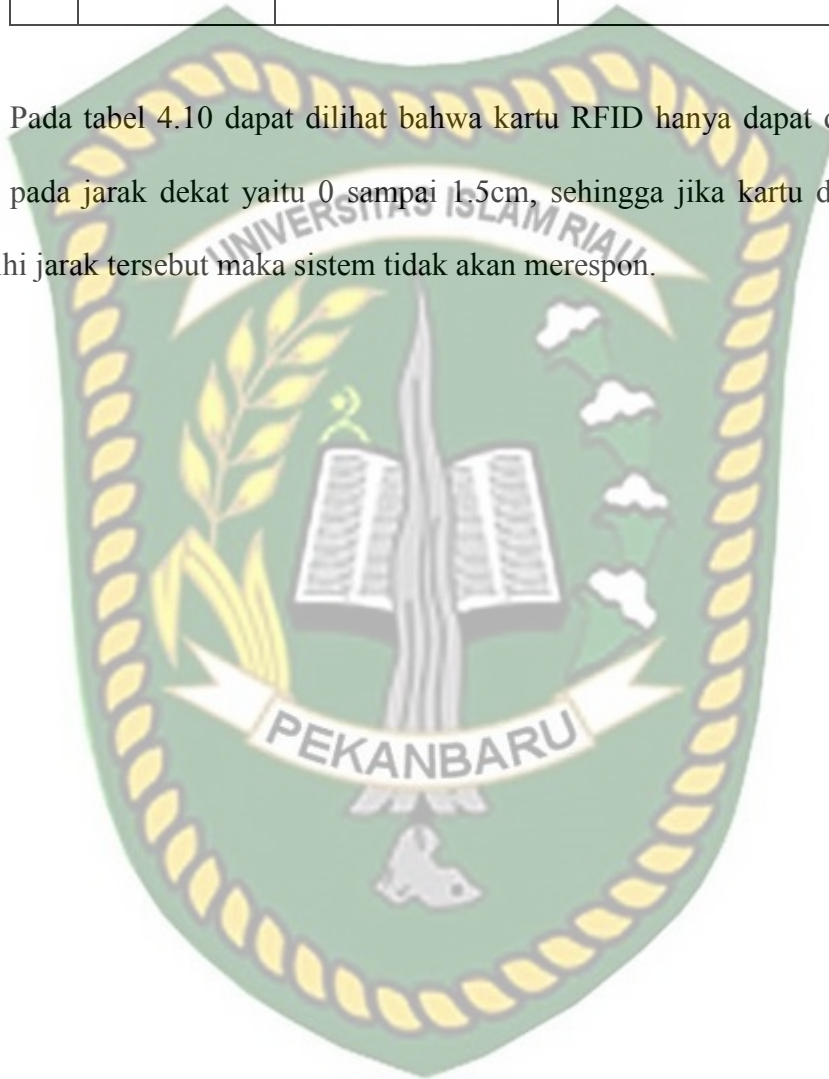 Pada tabel 4.10 dapat dilihat bahwa kartu RFID hanya dapat
pada jarak dekat yaitu 0 sampai 1.5cm, sehingga jika kartu
jarak tersebut maka sistem tidak akan merespon.
UNIVERSITAS ISLAM RIAU
PEKANBARU